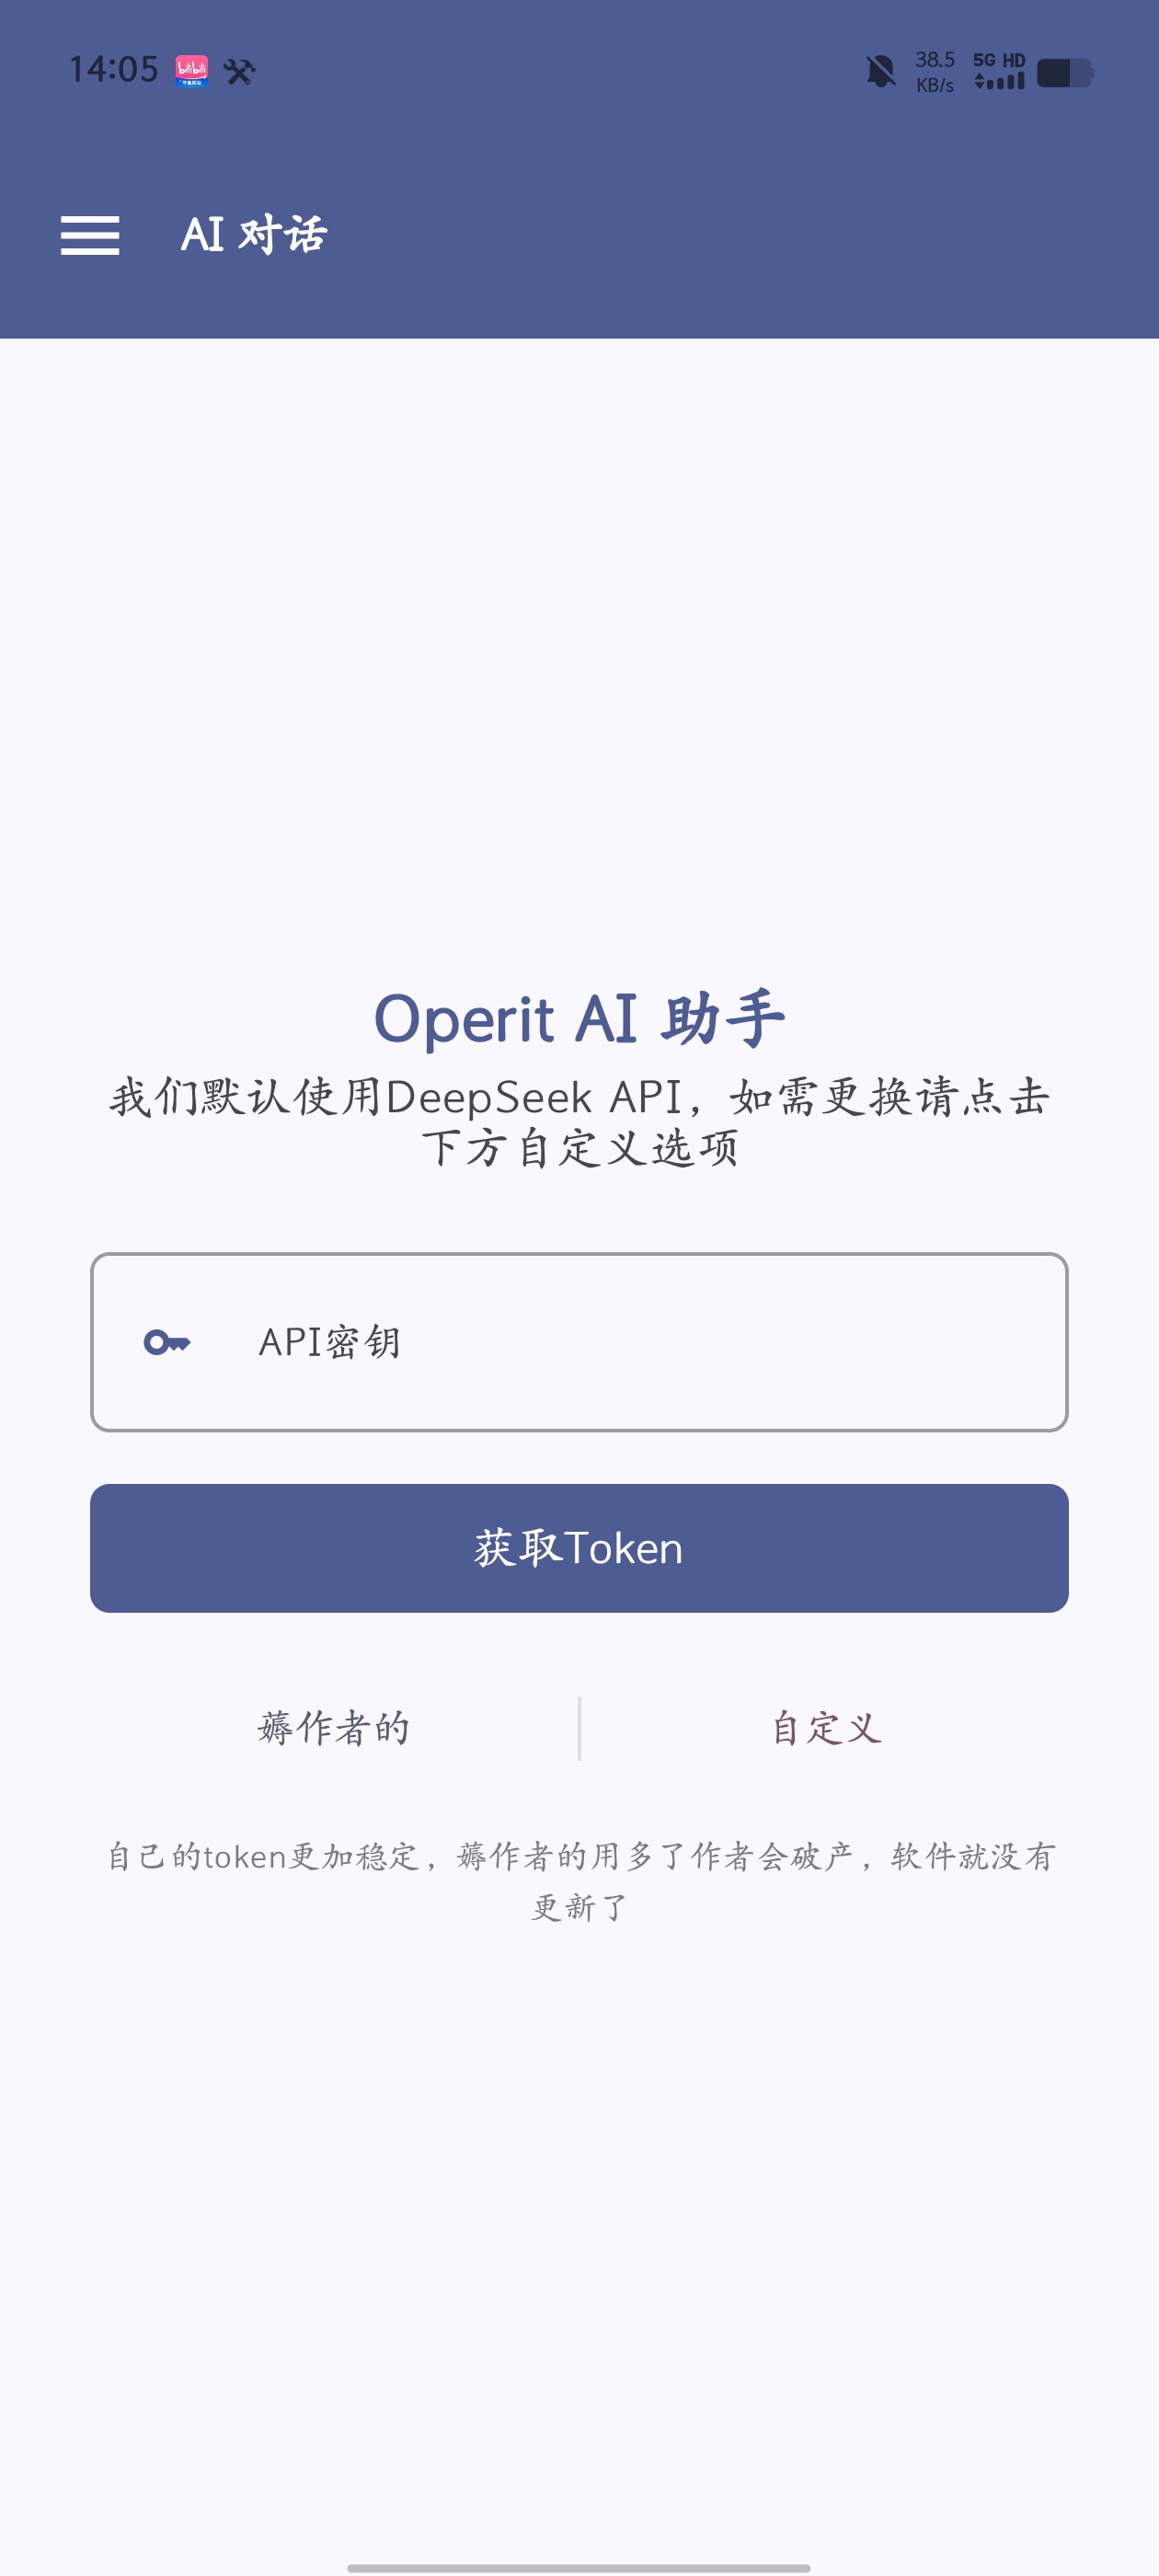 14:05
38.5
KB/s
5G HD
AI 对话
Operit AI 助手
我们默认使用DeepSeek API，如需更换请点击
下方自定义选项
API密钥
获取Token
薅作者的
自定义
自己的token更加稳定，薅作者的用多了作者会破产，软件就没有
更新了